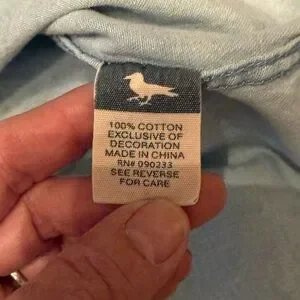 100% COTTON
EXCLUSIVE OF
DECORATION
MADE IN CHINA
RN# 090233
SEE REVERSE
FOR CARE